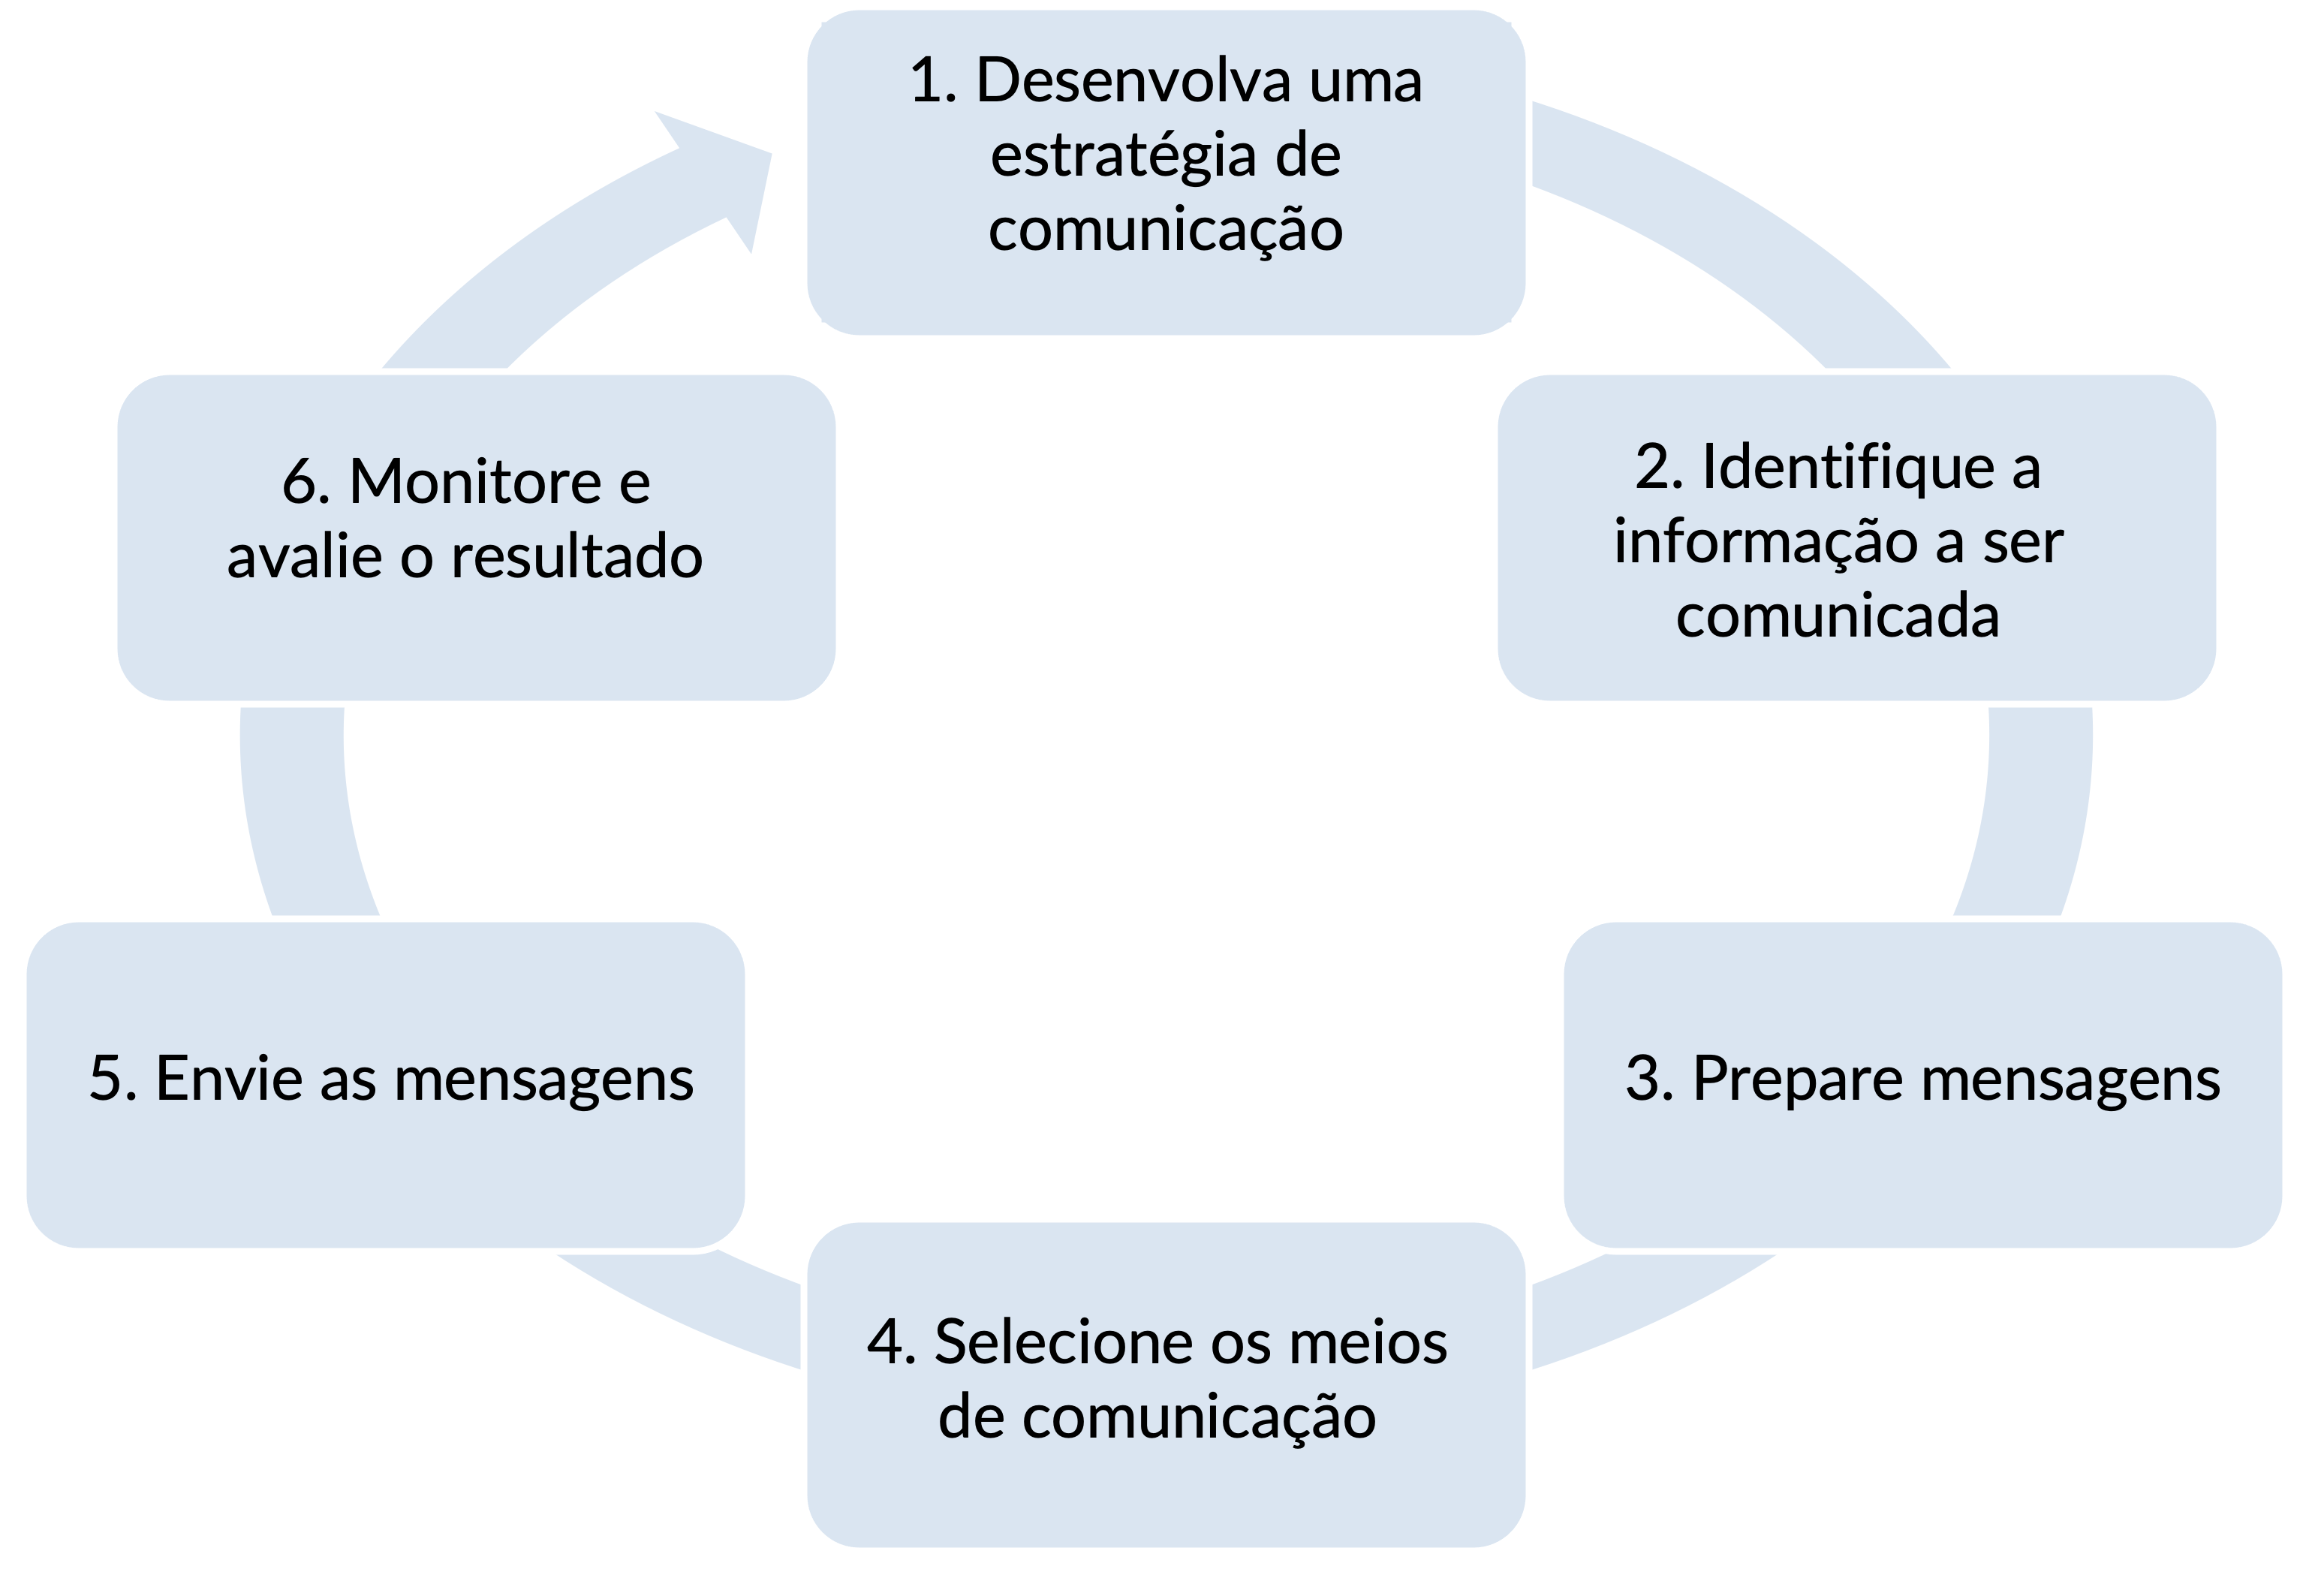 1. Desenvolva uma
estratégia de
comunicação
2. Identifique a
informação a ser
comunicada
3. Prepare mensagens
4. Selecione os meios
de comunicação
5. Envie as mensagens
6. Monitore e
avalie o resultado